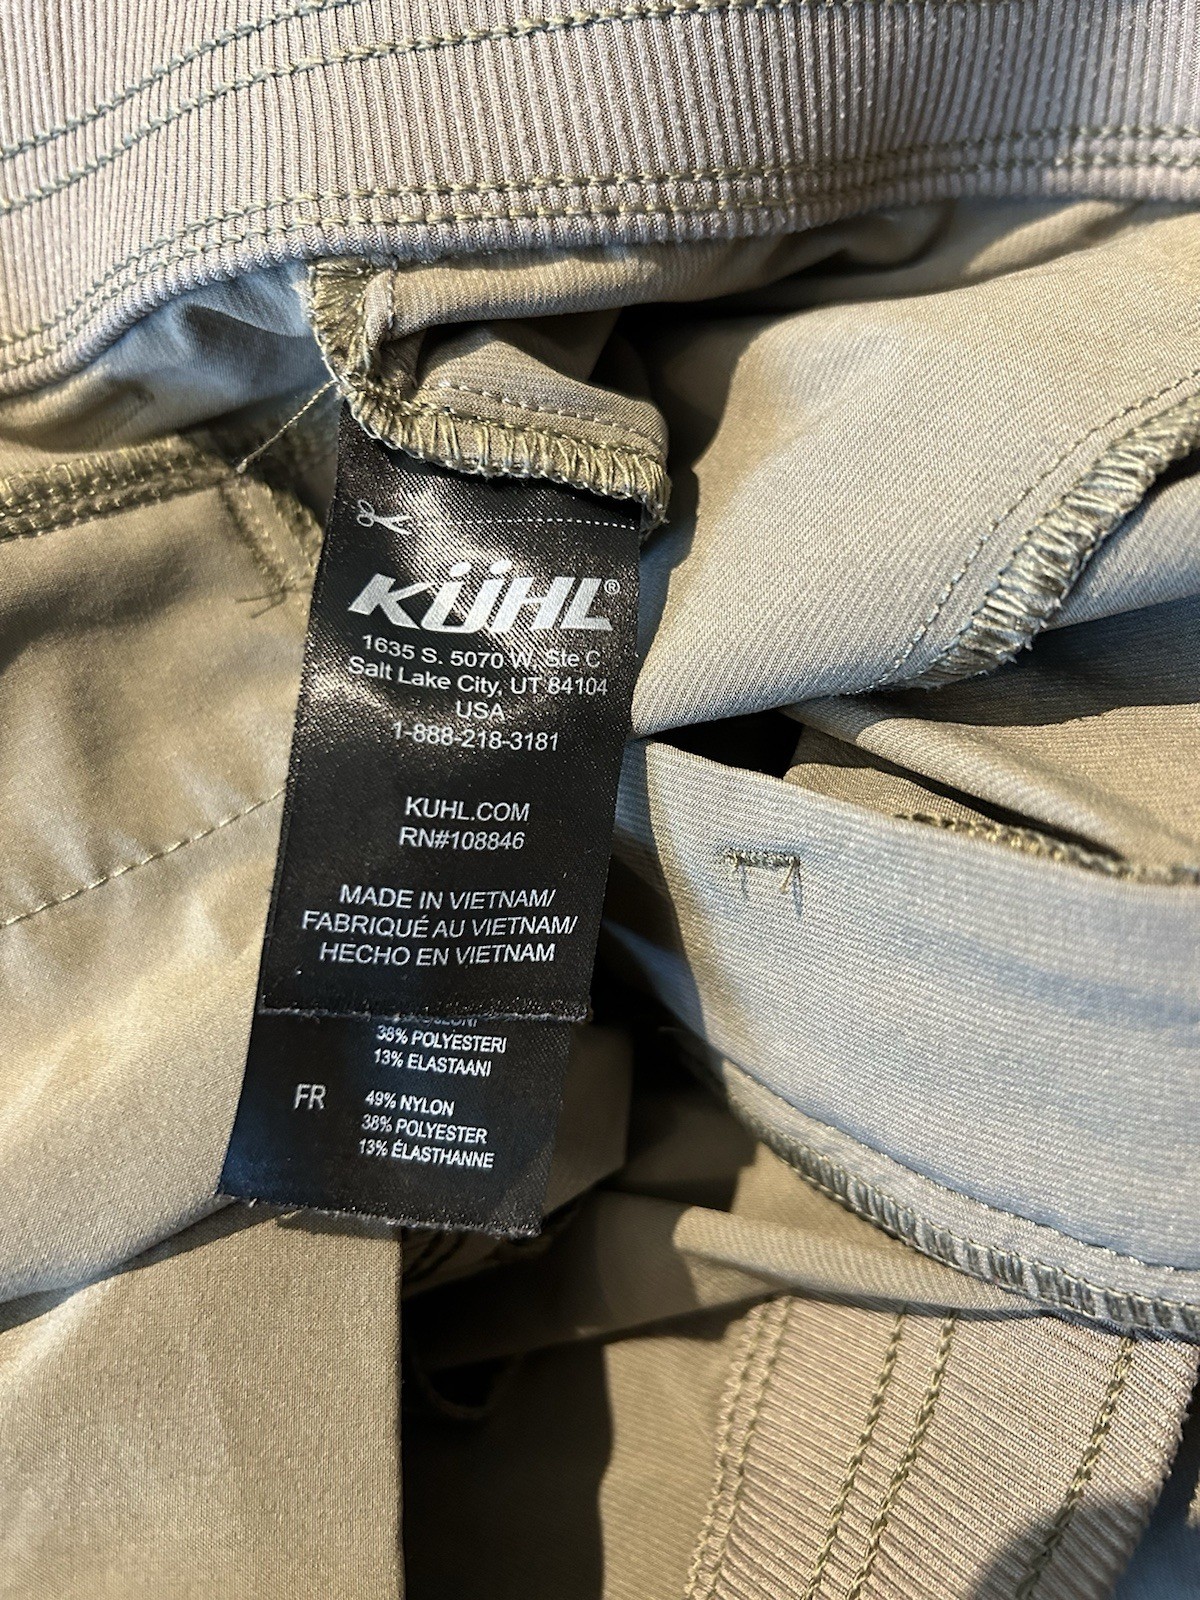 KÜHL®
1635 S. 5070 W, Ste C
Salt Lake City, UT 84104
USA
1-888-218-3181
KUHL.COM
RN#108846
MADE IN VIETNAM/
FABRIQUÉ AU VIETNAM/
HECHO EN VIETNAM
38% POLYESTERI
13% ELASTAANI
FR 49% NYLON
38% POLYESTER
13% ÉLASTHANNE